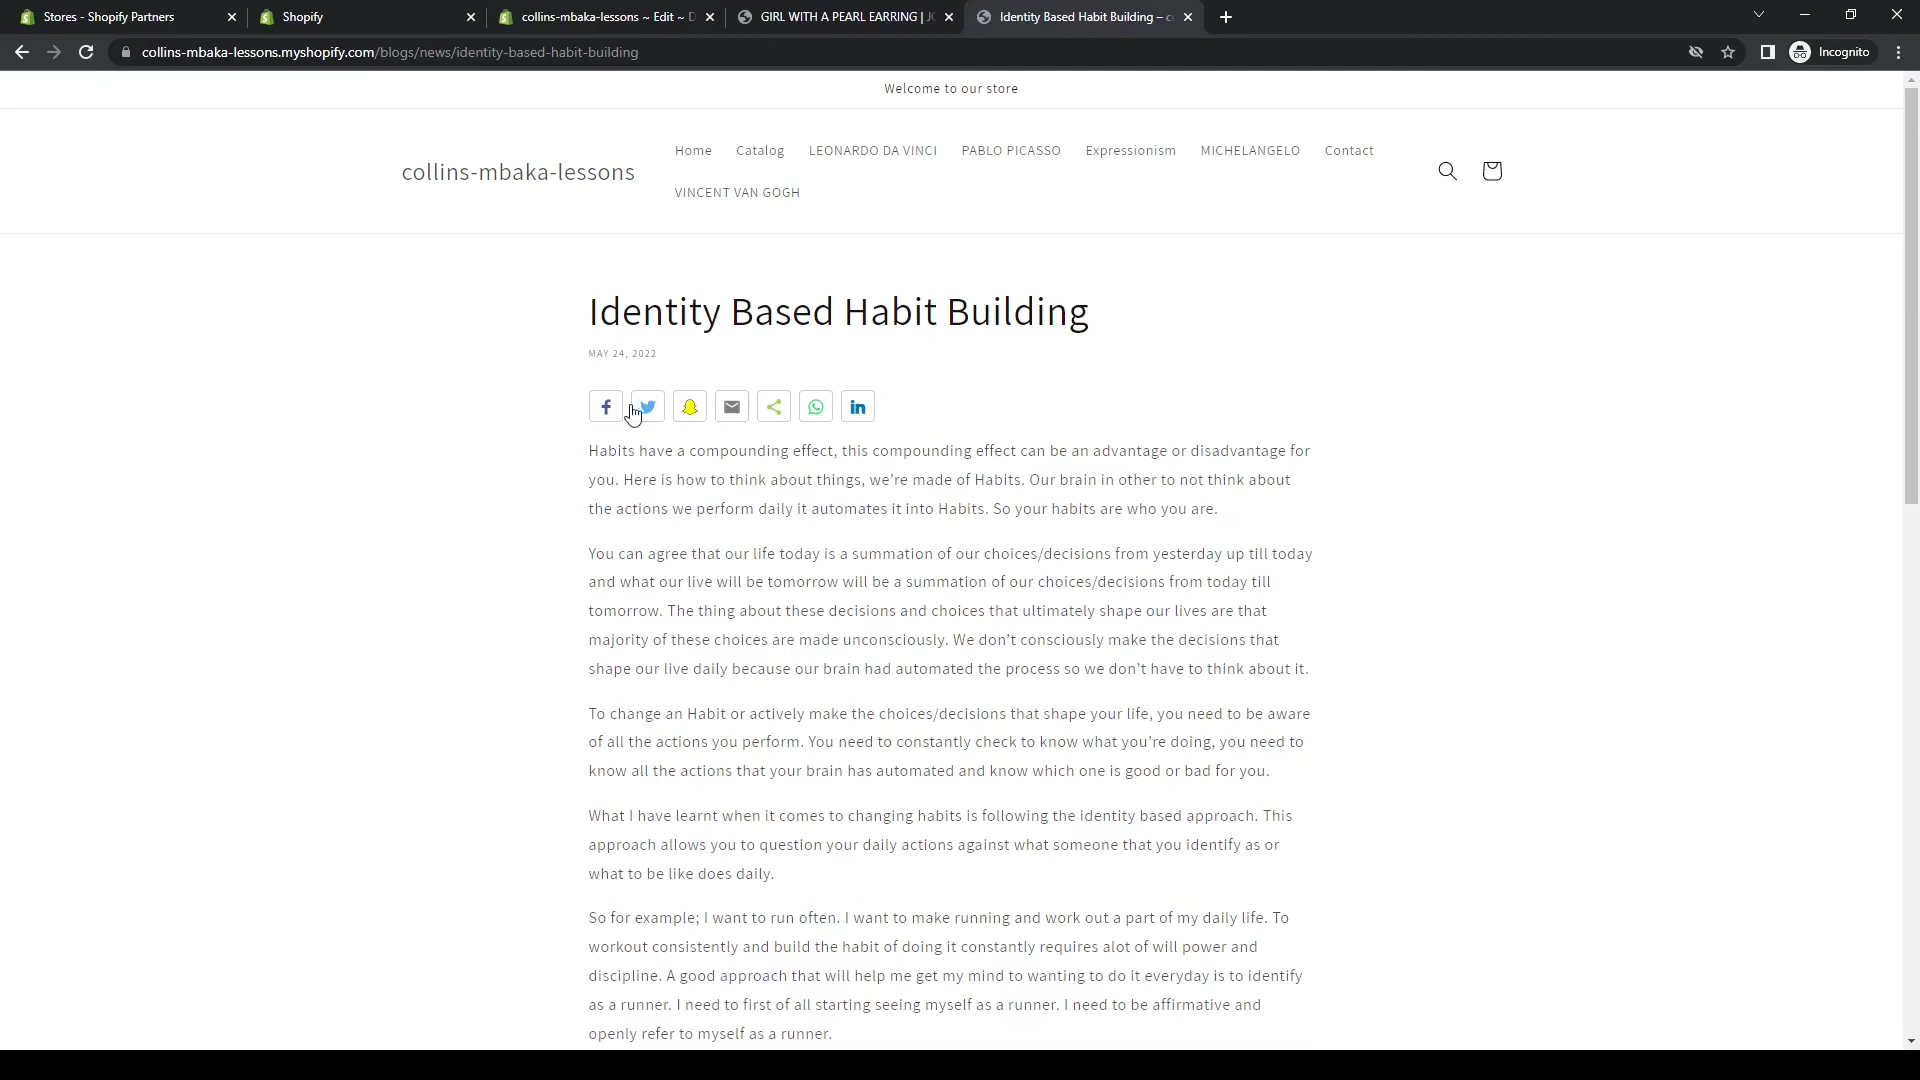 Stores - Shopify Partners
Shopify
collins-mbaka-lessons ~ Edit ~ D
GIRL WITH A PEARL EARRING | JO
Identity Based Habit Building – c
collins-mbaka-lessons.myshopify.com/blogs/news/identity-based-habit-building
Incognito
Welcome to our store
Home Catalog LEONARDO DA VINCI PABLO PICASSO Expressionism MICHELANGELO Contact
collins-mbaka-lessons
VINCENT VAN GOGH
Identity Based Habit Building
MAY 24, 2022
Habits have a compounding effect, this compounding effect can be an advantage or disadvantage for
you. Here is how to think about things, we’re made of Habits. Our brain in other to not think about
the actions we perform daily it automates it into Habits. So your habits are who you are.
You can agree that our life today is a summation of our choices/decisions from yesterday up till today
and what our live will be tomorrow will be a summation of our choices/decisions from today till
tomorrow. The thing about these decisions and choices that ultimately shape our lives are that
majority of these choices are made unconsciously. We don’t consciously make the decisions that
shape our live daily because our brain had automated the process so we don’t have to think about it.
To change an Habit or actively make the choices/decisions that shape your life, you need to be aware
of all the actions you perform. You need to constantly check to know what you’re doing, you need to
know all the actions that your brain has automated and know which one is good or bad for you.
What I have learnt when it comes to changing habits is following the identity based approach. This
approach allows you to question your daily actions against what someone that you identify as or
what to be like does daily.
So for example; I want to run often. I want to make running and work out a part of my daily life. To
workout consistently and build the habit of doing it constantly requires alot of will power and
discipline. A good approach that will help me get my mind to wanting to do it everyday is to identify
as a runner. I need to first of all starting seeing myself as a runner. I need to be affirmative and
openly refer to myself as a runner.